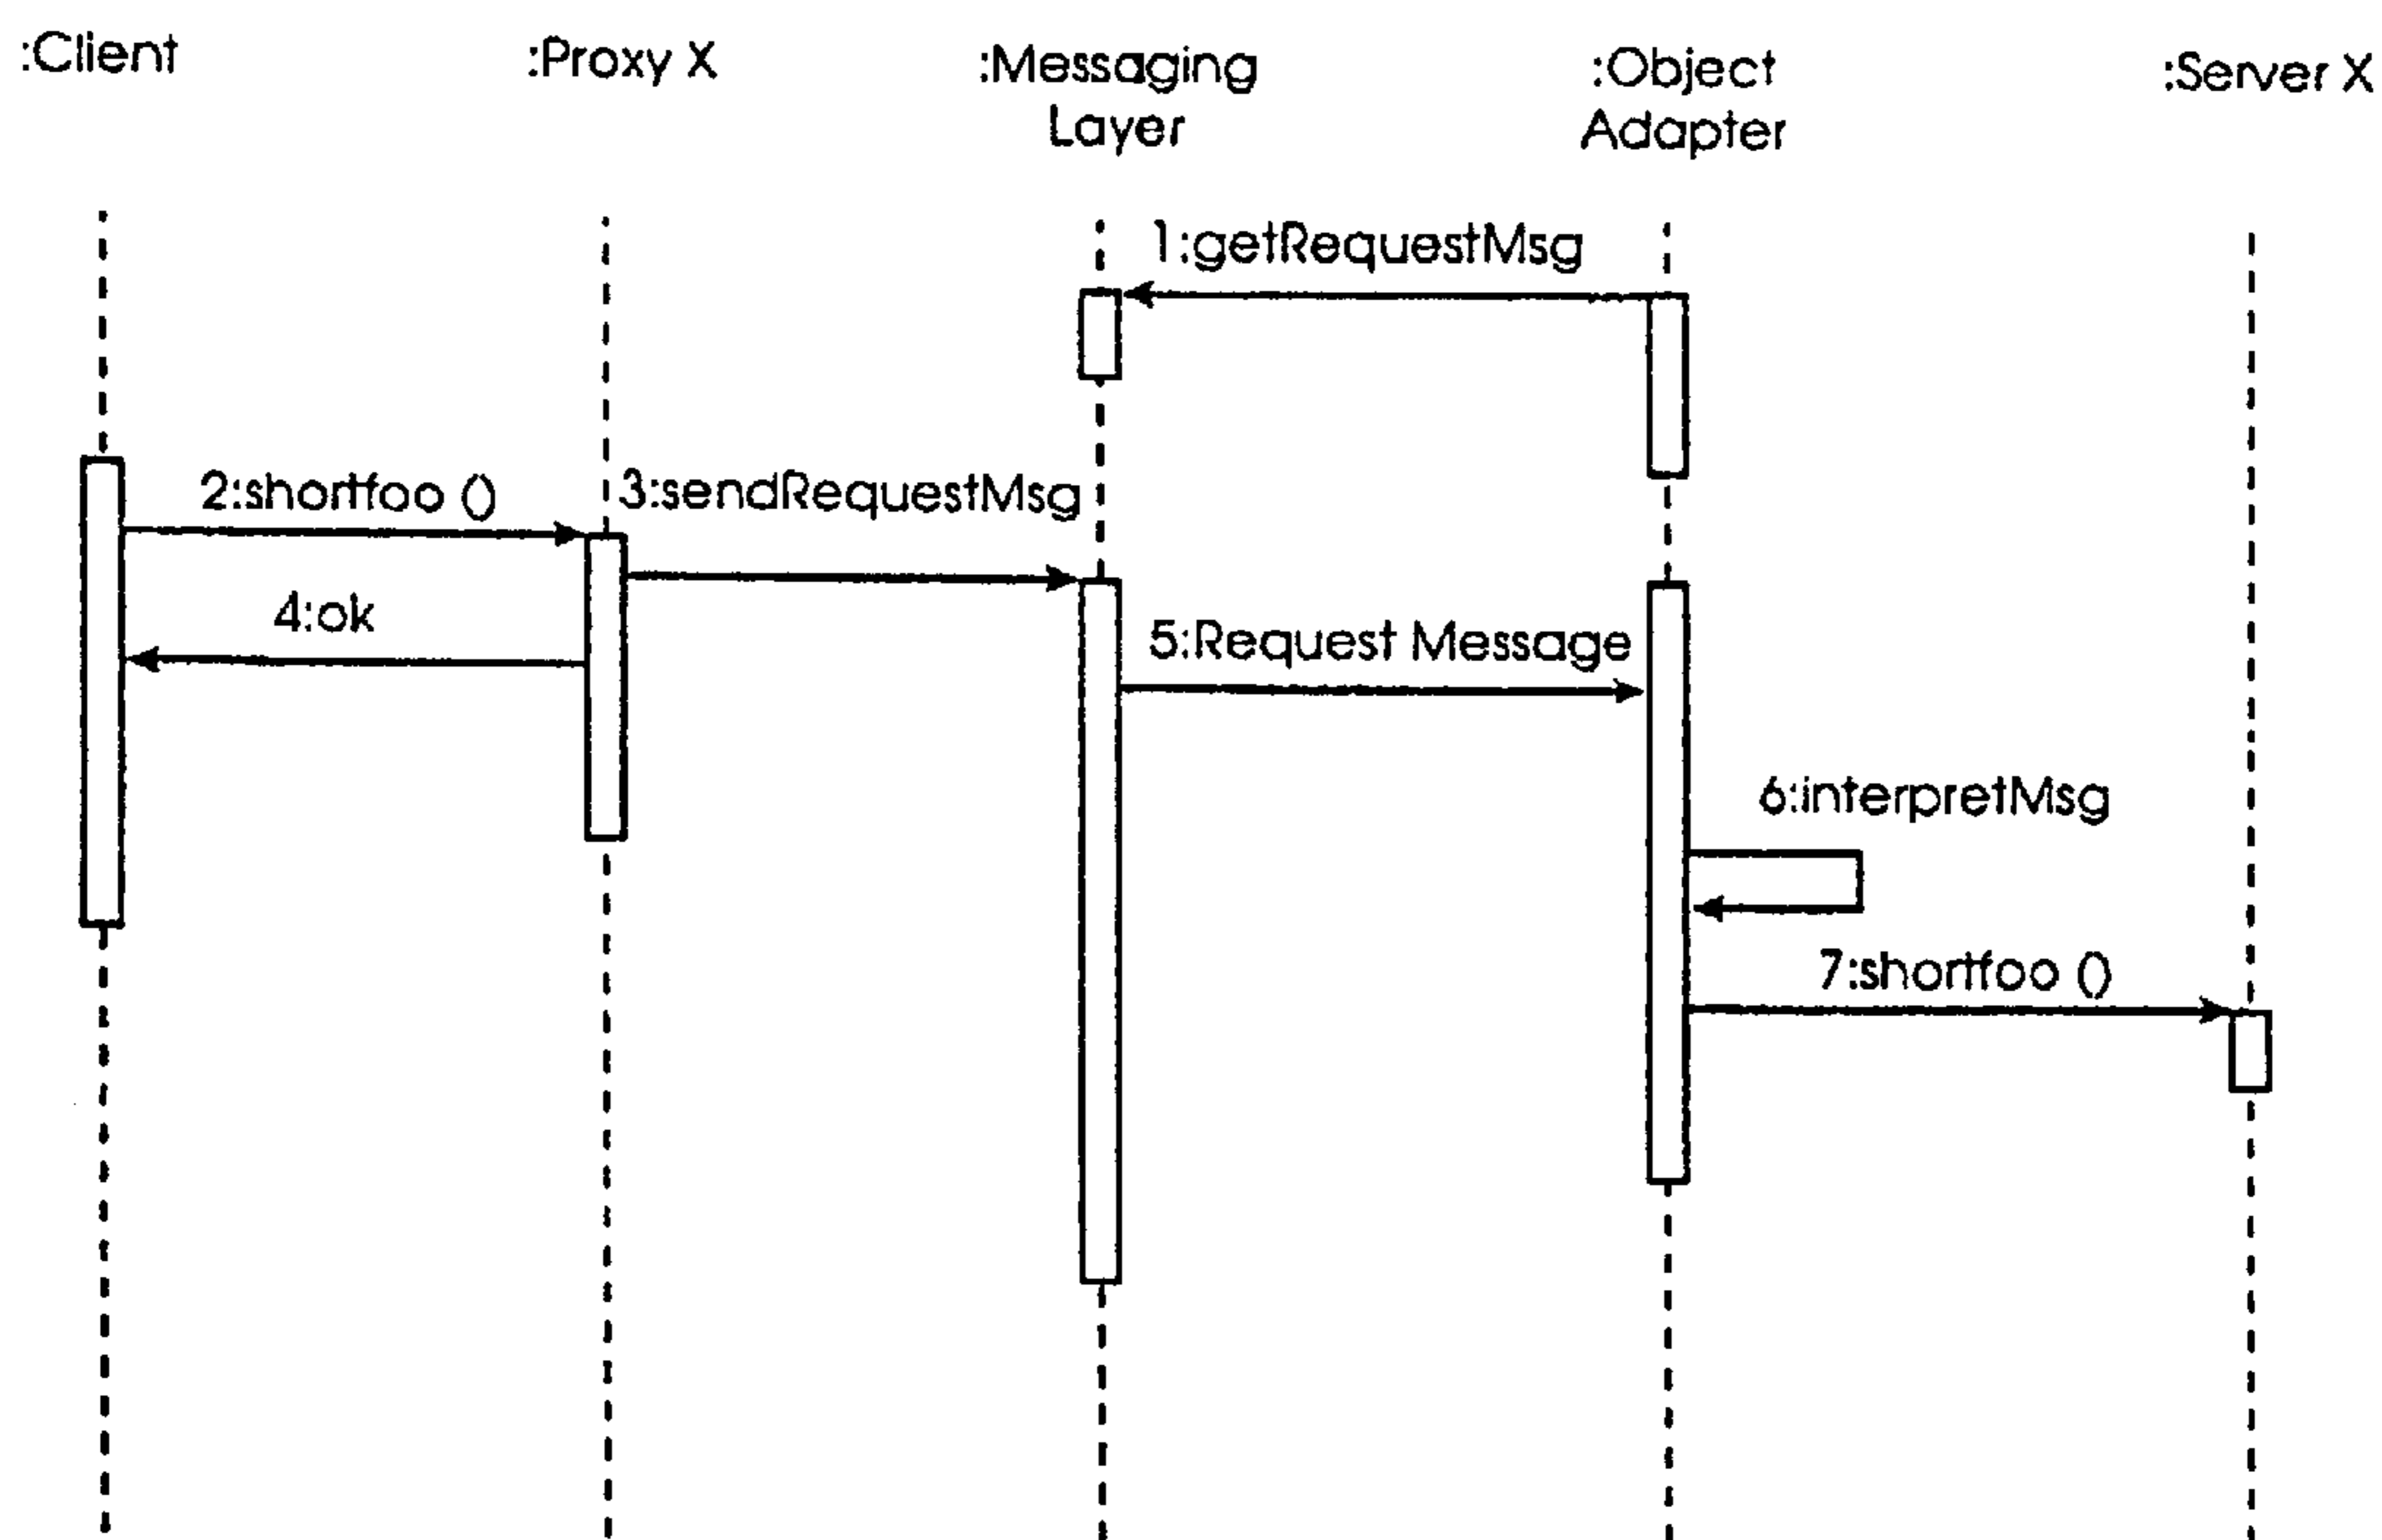 :Client
:Proxy X
:Messaging
Layer
:Object
Adapter
:Server X
1:getRequestMsg
2:shortfoo ()
3:sendRequestMsg
4:ok
5:Request Message
6:interpretMsg
7:shortfoo ()